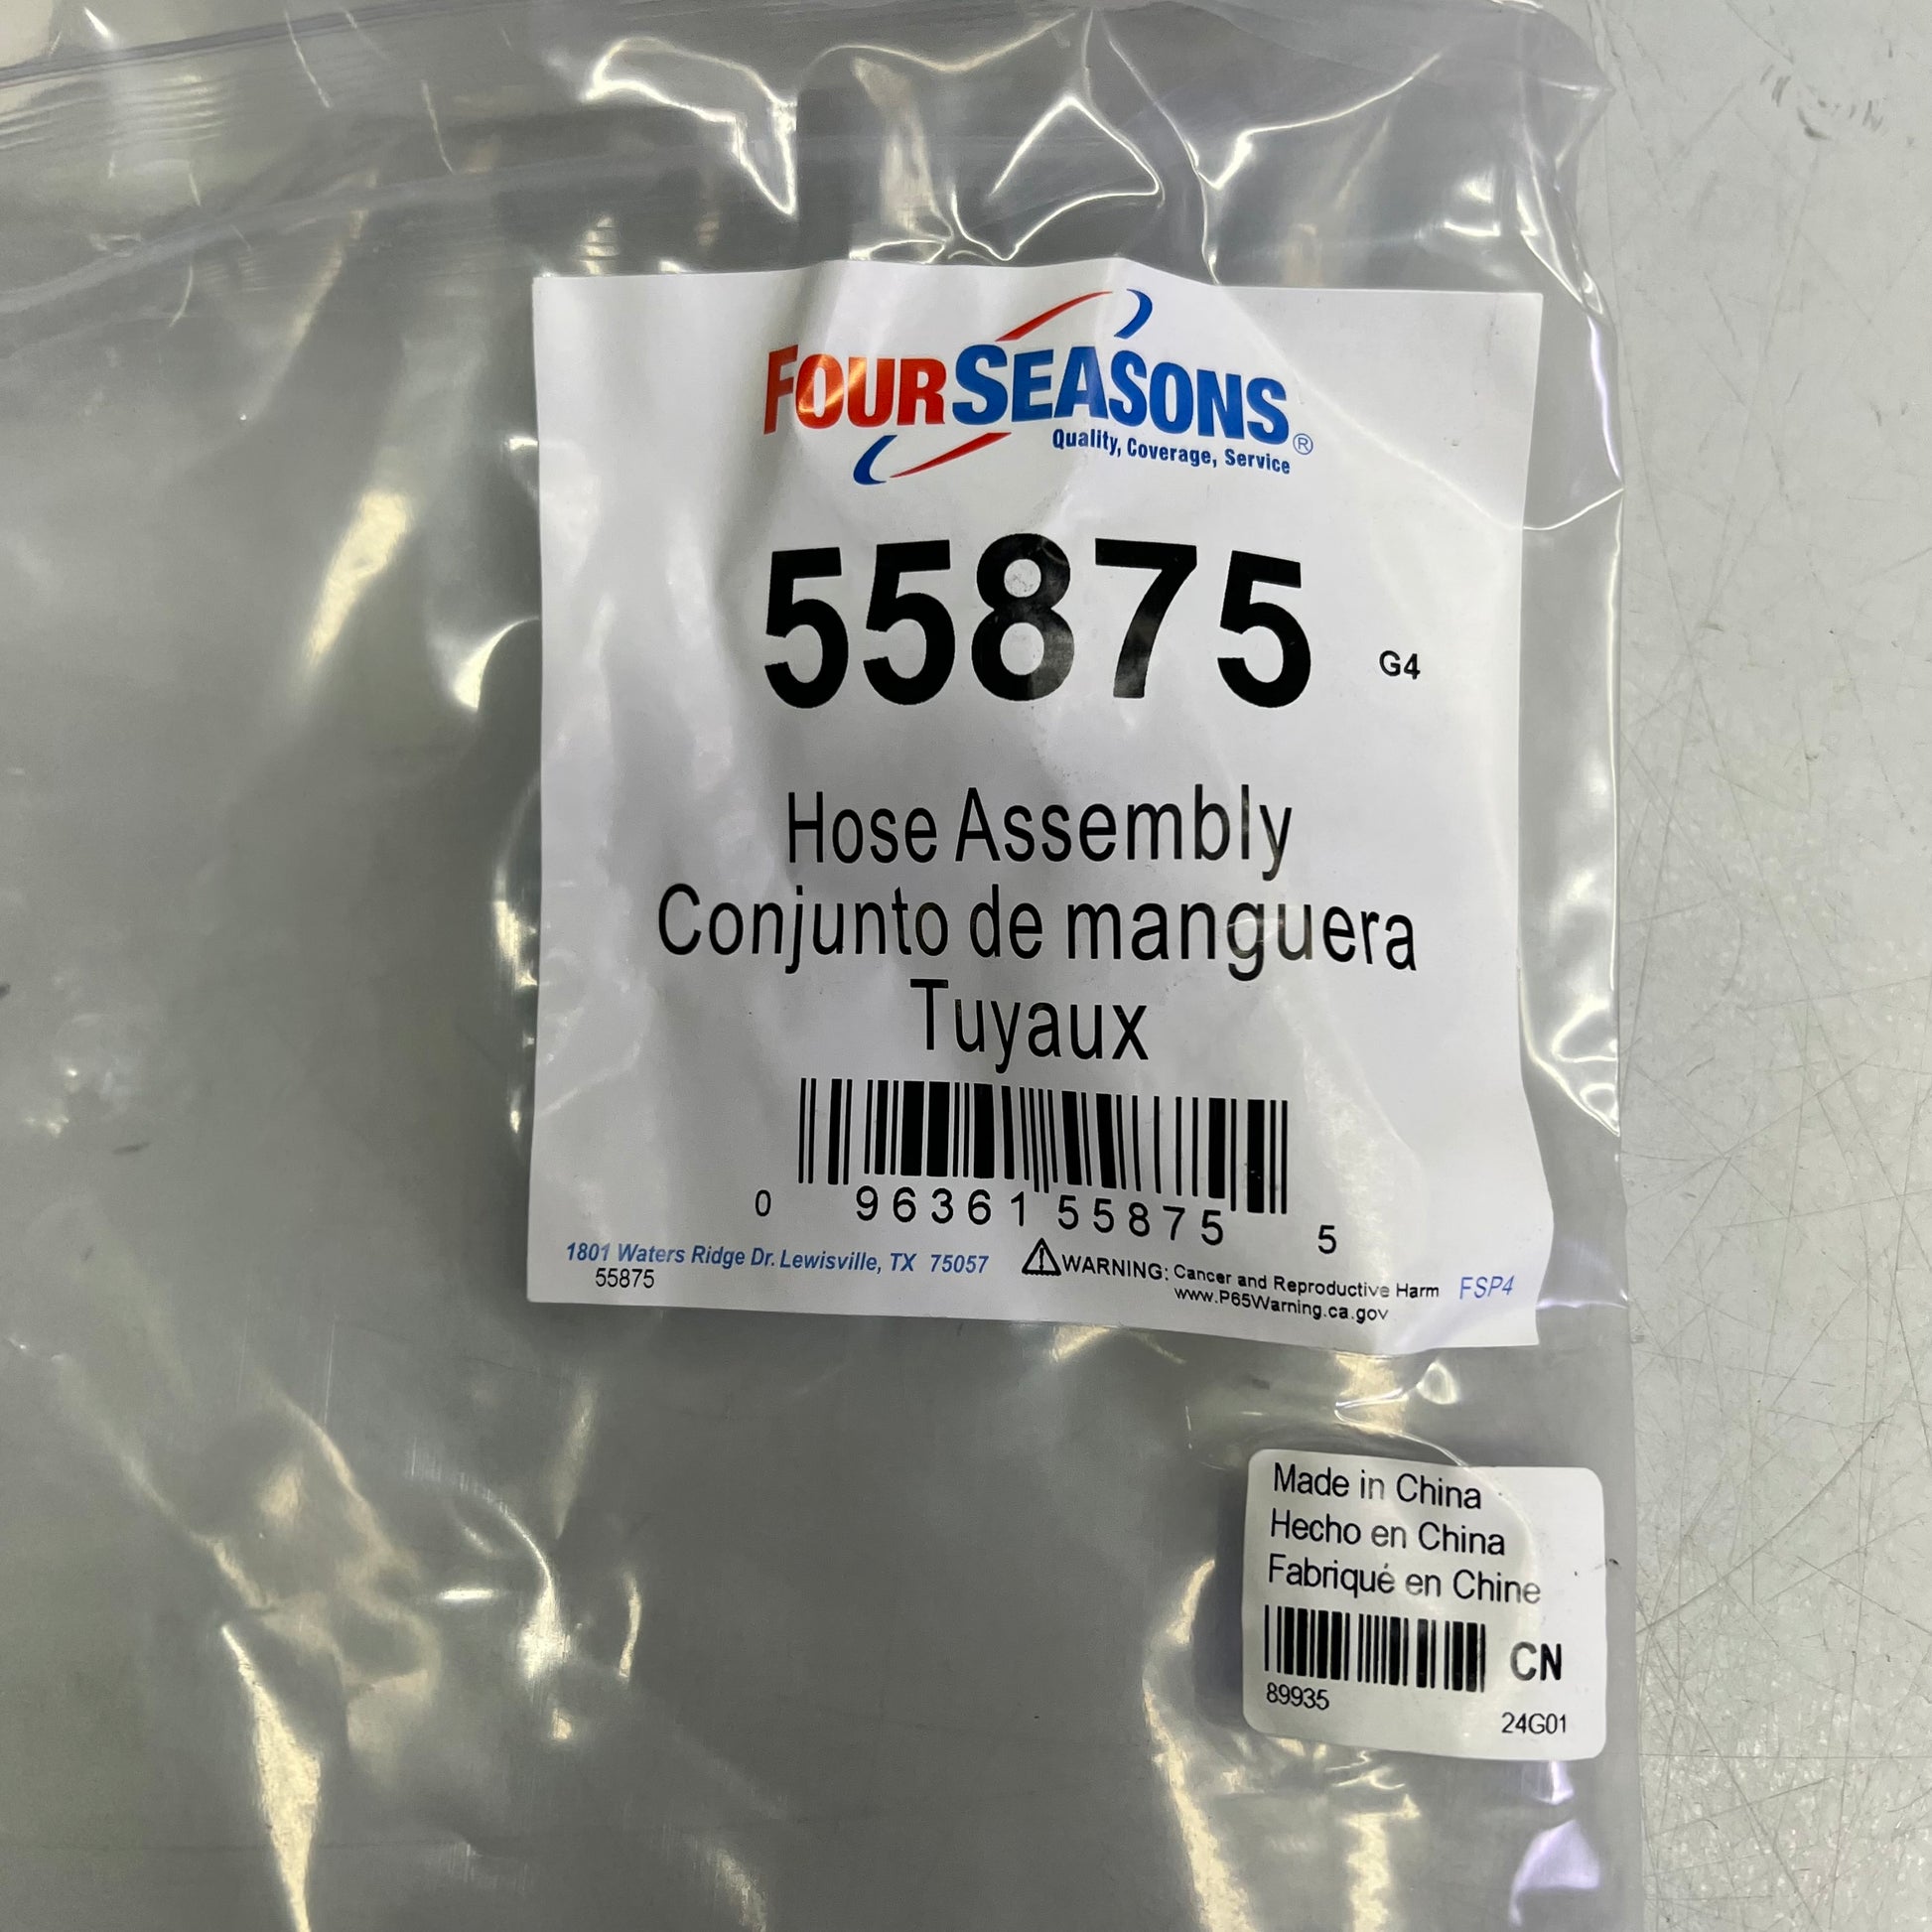 FOURSEASONS®
Quality, Coverage, Service
55875 G4
Hose Assembly
Conjunto de manguera
Tuyaux
0 96361 55875 5
1801 Waters Ridge Dr. Lewisville, TX 75057
55875
WARNING: Cancer and Reproductive Harm
www.P65Warning.ca.gov
FSP4
Made in China
Hecho en China
Fabriqué en Chine
CN
89935
24G01